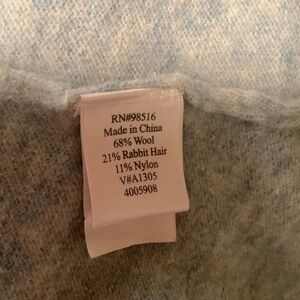 RN#98516
Made in China
68% Wool
21% Rabbit Hair
11% Nylon
V#A1305
4005908